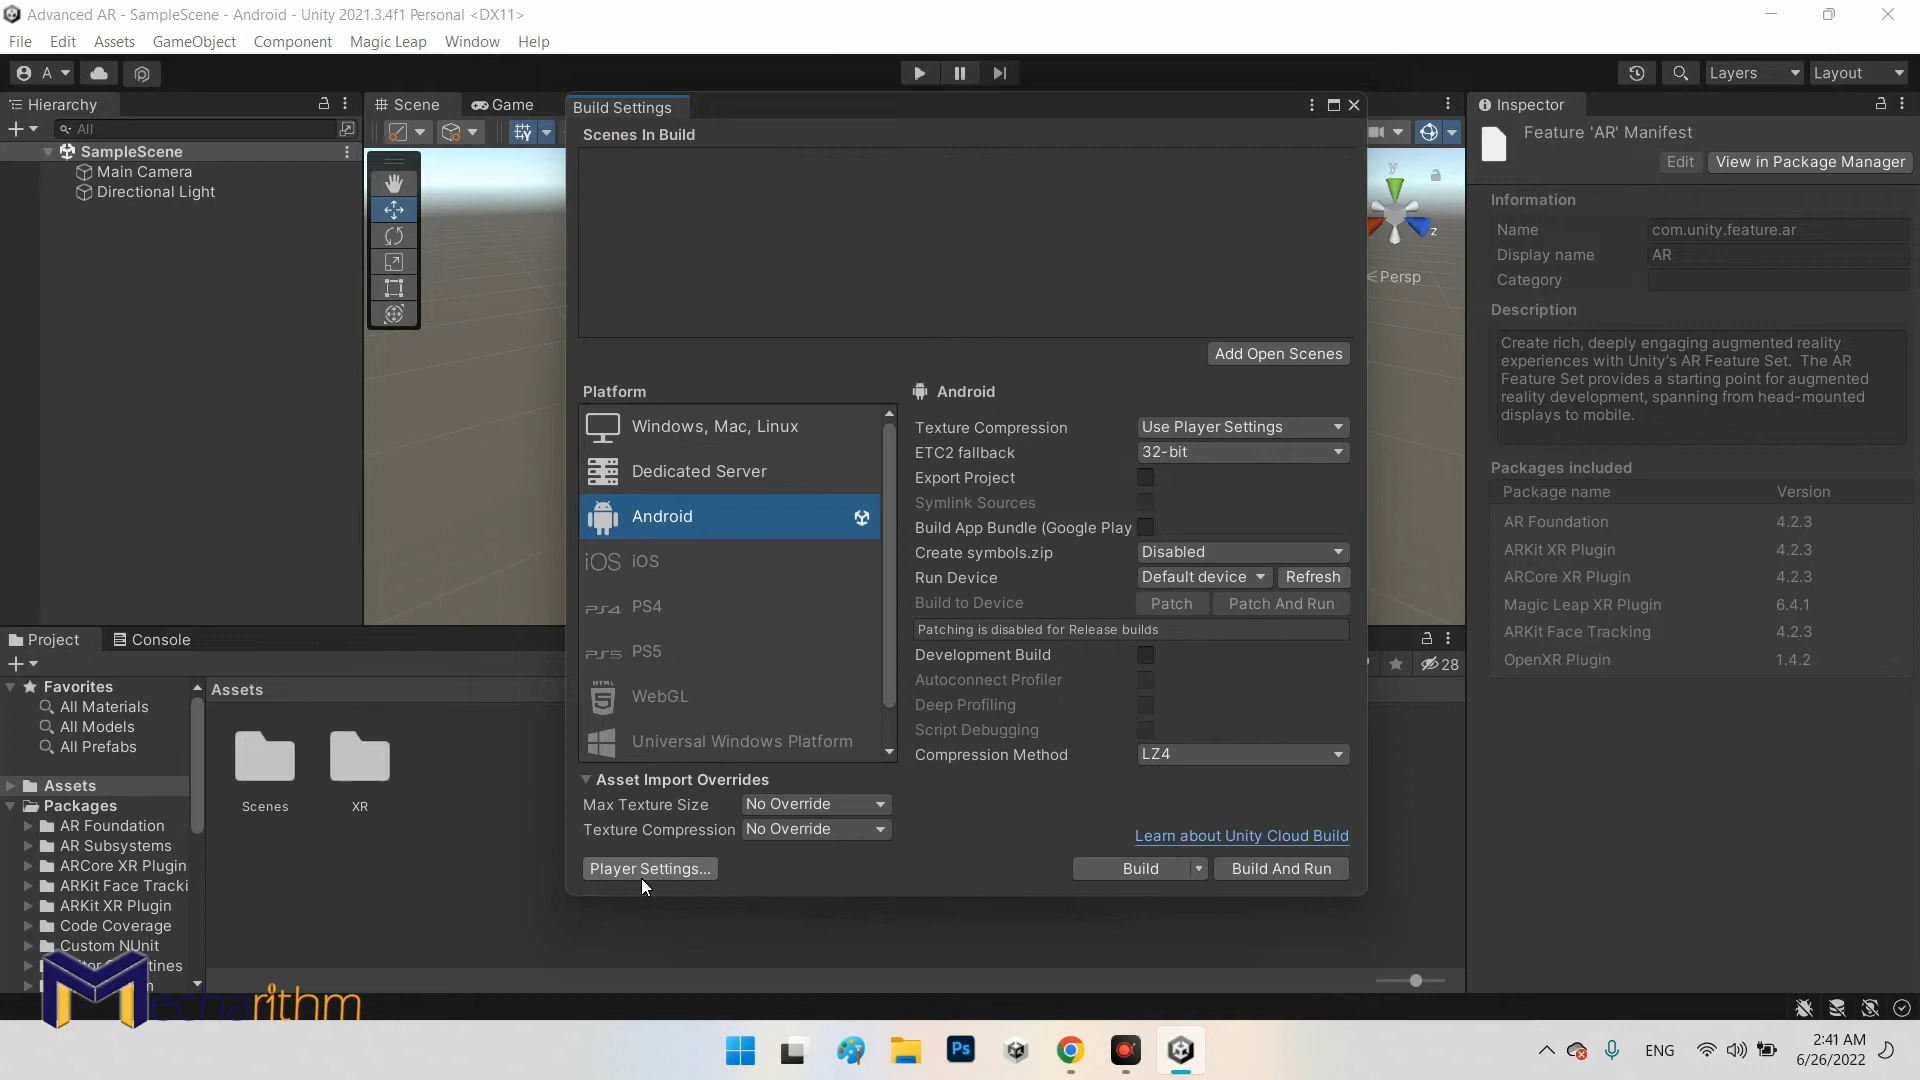 Advanced AR - SampleScene - Android - Unity 2021.3.4f1 Personal <DX11>
File Edit Assets GameObject Component Magic Leap Window Help
A Layers Layout
Hierarchy
All
SampleScene
Main Camera
Directional Light
Scene Game
Persp
y
z
Build Settings
Scenes In Build
Add Open Scenes
Platform
Windows, Mac, Linux
Dedicated Server
Android
iOS iOS
PS4 PS4
PS5 PS5
HTML WebGL
Universal Windows Platform
Android
Texture Compression Use Player Settings
ETC2 fallback 32-bit
Export Project
Symlink Sources
Build App Bundle (Google Play
Create symbols.zip Disabled
Run Device Default device Refresh
Build to Device Patch Patch And Run
Patching is disabled for Release builds
Development Build
Autoconnect Profiler
Deep Profiling
Script Debugging
Compression Method LZ4
Asset Import Overrides
Max Texture Size No Override
Texture Compression No Override
Learn about Unity Cloud Build
Player Settings... Build Build And Run
Inspector
Feature 'AR' Manifest
Edit View in Package Manager
Information
Name com.unity.feature.ar
Display name AR
Category
Description
Create rich, deeply engaging augmented reality
experiences with Unity's AR Feature Set. The AR
Feature Set provides a starting point for augmented
reality development, spanning from head-mounted
displays to mobile.
Packages included
Package name Version
AR Foundation 4.2.3
ARKit XR Plugin 4.2.3
ARCore XR Plugin 4.2.3
Magic Leap XR Plugin 6.4.1
ARKit Face Tracking 4.2.3
OpenXR Plugin 1.4.2
Project Console
28
Favorites
All Materials
All Models
All Prefabs
Assets
Packages
AR Foundation
AR Subsystems
ARCore XR Plugin
ARKit Face Tracki
ARKit XR Plugin
Code Coverage
Custom NUnit
Assets
Scenes XR
Mecharithm
Ps
ENG
2:41 AM
6/26/2022